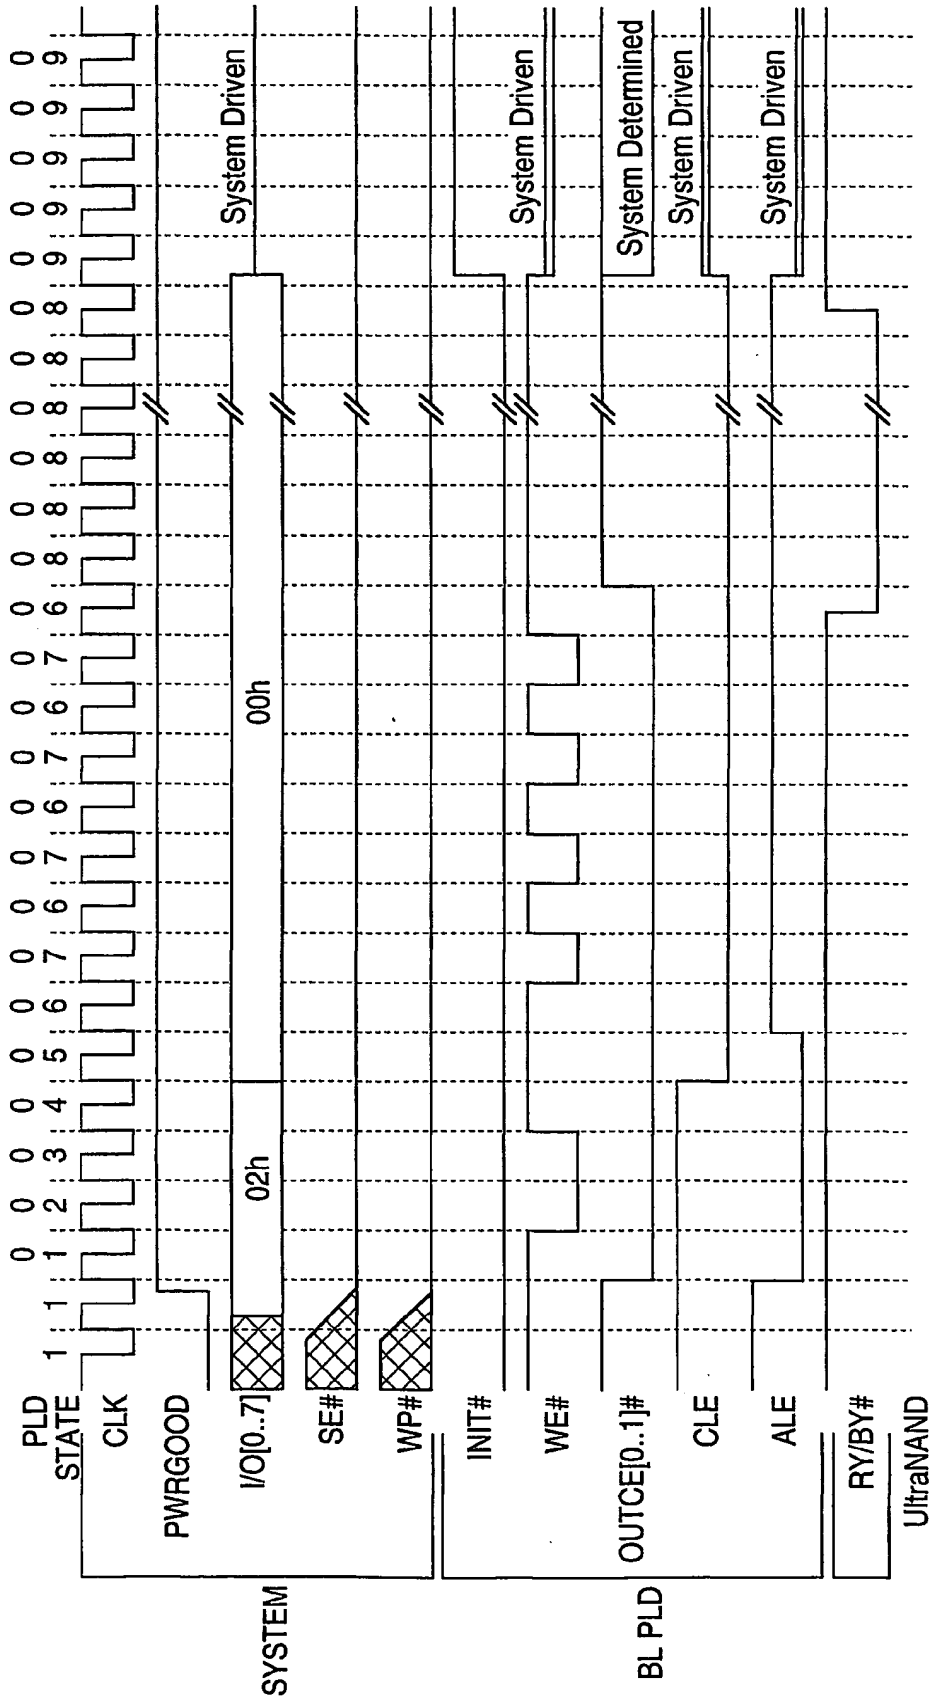 PLD 0 0 0 0 0 0 0 0 0 0 0 0 0 0 0 0 0 0 0 0 0 0 0 0 0
STATE 1 1 1 2 3 4 5 6 7 6 7 6 7 6 7 6 8 8 8 8 8 8 9 9 9 9 9
SYSTEM
CLK
PWRGOOD
I/O[0..7] 02h 00h System Driven
SE#
WP#
BL PLD
INIT#
WE# System Driven
OUTCE[0..1]# System Determined
CLE System Driven
ALE System Driven
RY/BY#
UltraNAND